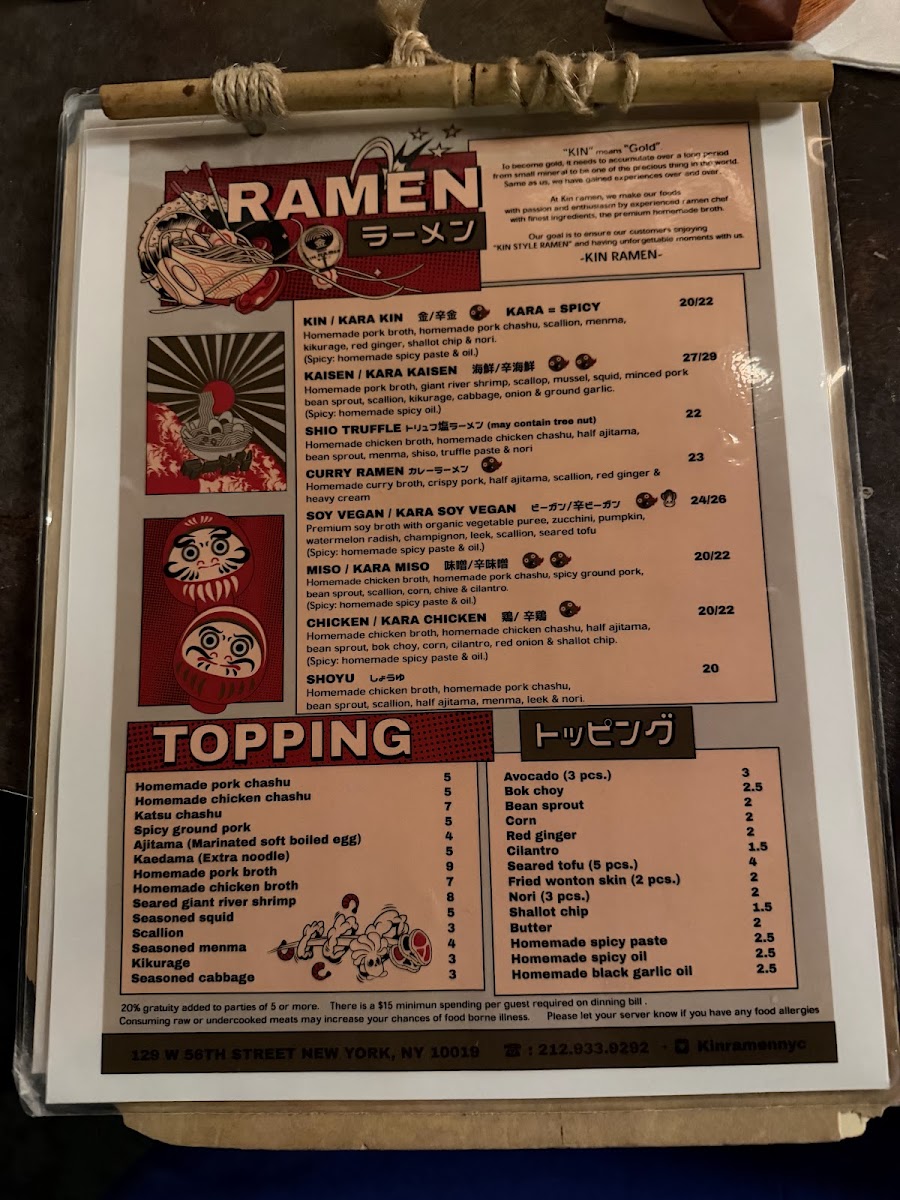 RAMEN
ラーメン
"KIN" means "Gold".
To become gold, it needs to accumutate over a long period
from small mineral to be one of the precious thing in the world.
Same as us, we have gained experiences over and over.
At Kin ramen, we make our foods
with passion and enthusiasm by experienced ramen chef
with finest ingredients, the premium homemade broth.
Our goal is to ensure our customers enjoying
"KIN STYLE RAMEN" and having unforgettable moments with us.
-KIN RAMEN-
KIN / KARA KIN 金/辛金 KARA = SPICY 20/22
Homemade pork broth, homemade pork chashu, scallion, menma,
kikurage, red ginger, shallot chip & nori.
(Spicy: homemade spicy paste & oil.)
KAISEN / KARA KAISEN 海鮮/辛海鮮 27/29
Homemade pork broth, giant river shrimp, scallop, mussel, squid, minced pork
bean sprout, scallion, kikurage, cabbage, onion & ground garlic.
(Spicy: homemade spicy oil.)
SHIO TRUFFLE トリュフ塩ラーメン (may contain tree nut) 22
Homemade chicken broth, homemade chicken chashu, half ajitama,
bean sprout, menma, shiso, truffle paste & nori
CURRY RAMEN カレーラーメン 23
Homemade curry broth, crispy pork, half ajitama, scallion, red ginger &
heavy cream
SOY VEGAN / KARA SOY VEGAN ビーガン/辛ビーガン 24/26
Premium soy broth with organic vegetable puree, zucchini, pumpkin,
watermelon radish, champignon, leek, scallion, seared tofu
(Spicy: homemade spicy paste & oil.)
MISO / KARA MISO 味噌/辛味噌 20/22
Homemade chicken broth, homemade pork chashu, spicy ground pork,
bean sprout, scallion, corn, chive & cilantro.
(Spicy: homemade spicy paste & oil.)
CHICKEN / KARA CHICKEN 鶏/ 辛鶏 20/22
Homemade chicken broth, homemade chicken chashu, half ajitama,
bean sprout, bok choy, corn, cilantro, red onion & shallot chip.
(Spicy: homemade spicy paste & oil.)
SHOYU しょうゆ 20
Homemade chicken broth, homemade pork chashu,
bean sprout, scallion, half ajitama, menma, leek & nori.
TOPPING
トッピング
Homemade pork chashu 5
Homemade chicken chashu 5
Katsu chashu 7
Spicy ground pork 5
Ajitama (Marinated soft boiled egg) 4
Kaedama (Extra noodle) 5
Homemade pork broth 9
Homemade chicken broth 7
Seared giant river shrimp 8
Seasoned squid 5
Scallion 3
Seasoned menma 4
Kikurage 3
Seasoned cabbage 3
Avocado (3 pcs.) 3
Bok choy 2.5
Bean sprout 2
Corn 2
Red ginger 2
Cilantro 1.5
Seared tofu (5 pcs.) 4
Fried wonton skin (2 pcs.) 2
Nori (3 pcs.) 2
Shallot chip 1.5
Butter 2
Homemade spicy paste 2.5
Homemade spicy oil 2.5
Homemade black garlic oil 2.5
20% gratuity added to parties of 5 or more. There is a $15 minimun spending per guest required on dinning bill .
Consuming raw or undercooked meats may increase your chances of food borne illness. Please let your server know if you have any food allergies
129 W 56TH STREET NEW YORK, NY 10019 ☎ : 212.933.9292 Kinramennyc